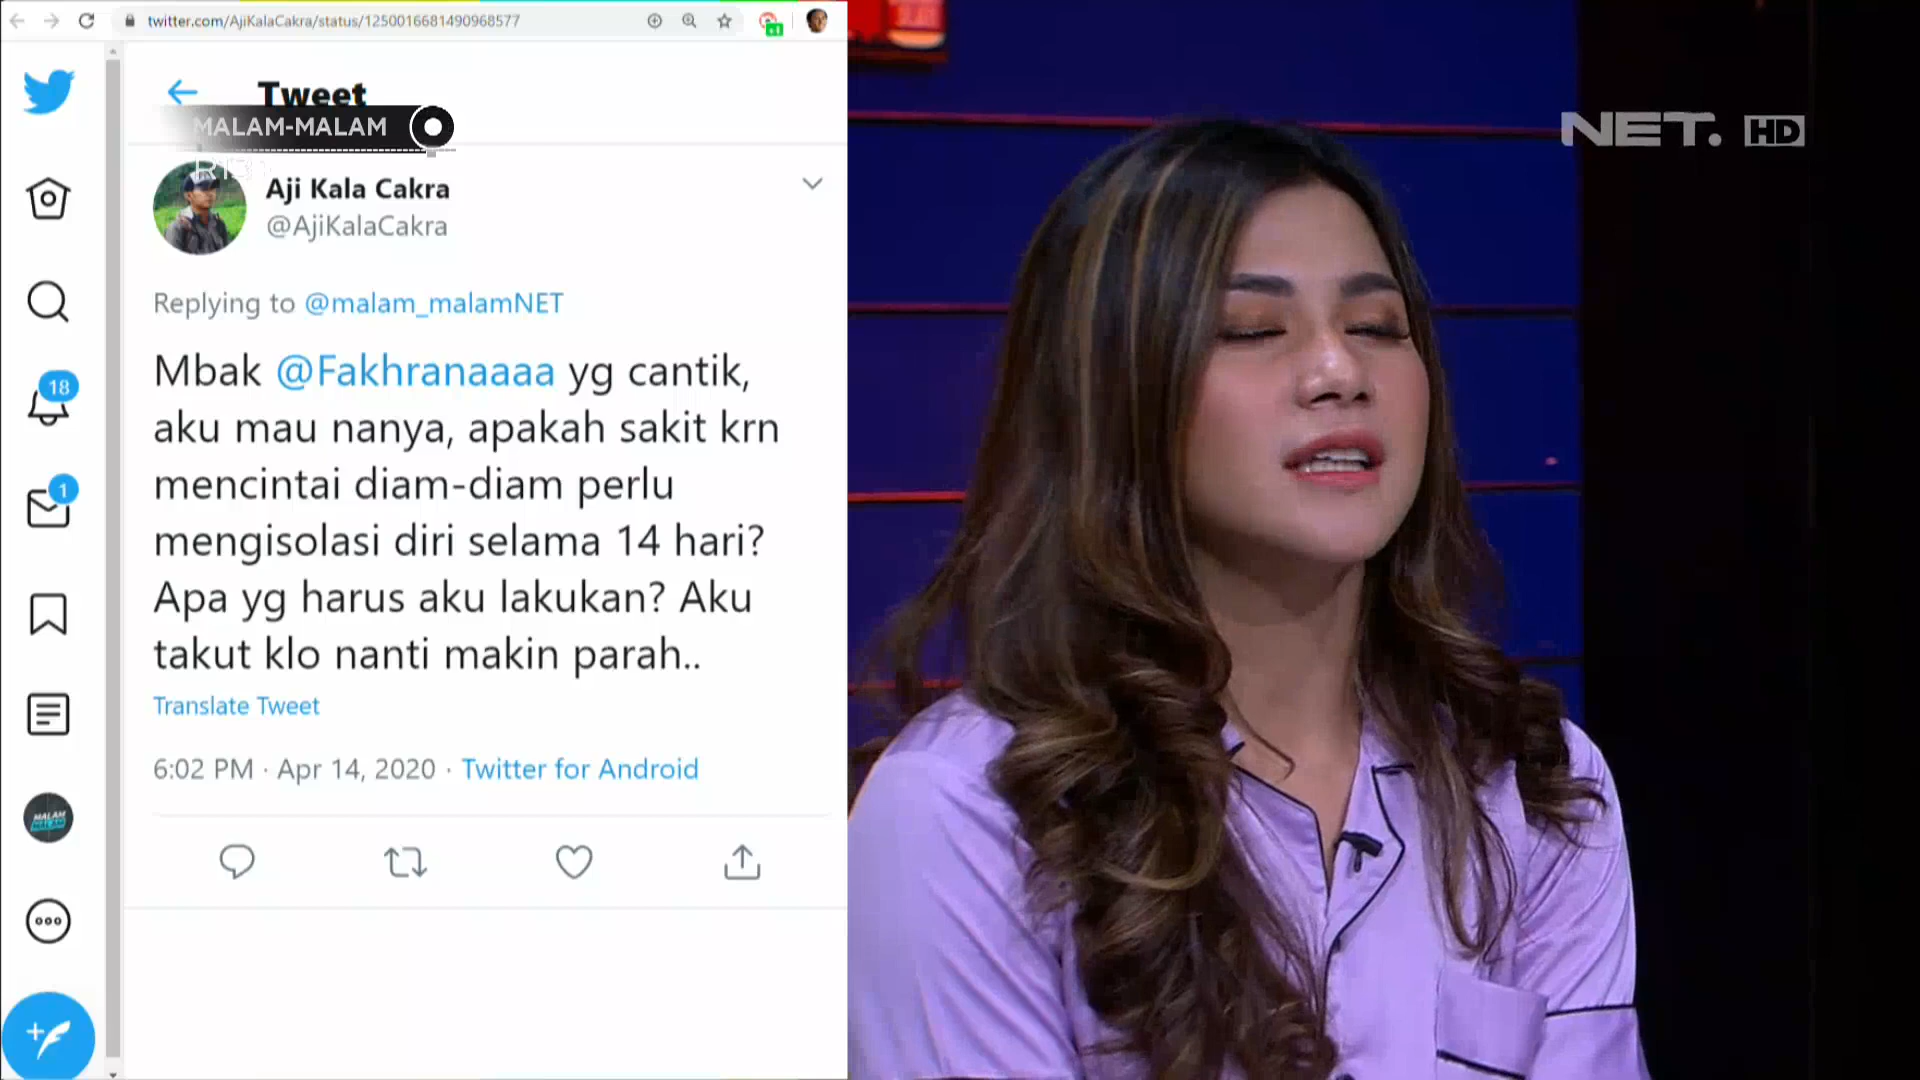 twitter.com/AjiKalaCakra/status/1250016681490968577
Tweet
MALAM-MALAM
Aji Kala Cakra
@AjiKalaCakra
Replying to @malam_malamNET
Mbak @Fakhranaaaa yg cantik,
aku mau nanya, apakah sakit krn
mencintai diam-diam perlu
mengisolasi diri selama 14 hari?
Apa yg harus aku lakukan? Aku
takut klo nanti makin parah..
Translate Tweet
6:02 PM · Apr 14, 2020 · Twitter for Android
18
1
MALAM
MALAM
NET. HD